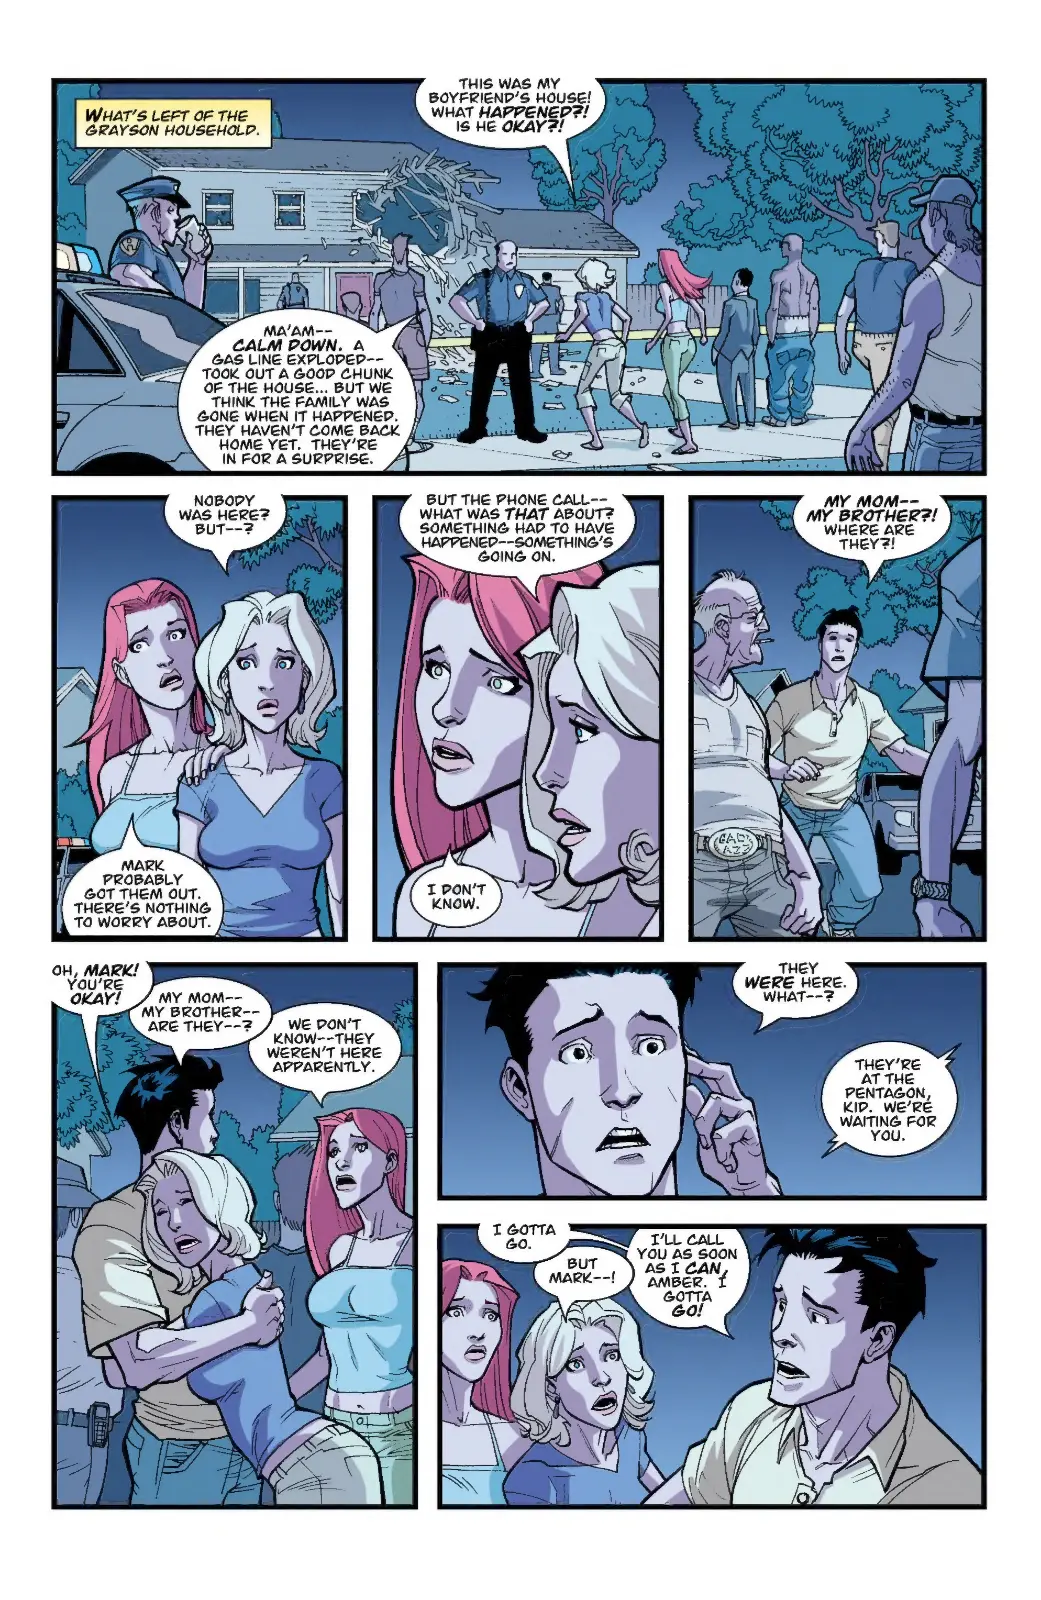 WHAT'S LEFT OF THE
GRAYSON HOUSEHOLD.
THIS WAS MY
BOYFRIEND'S HOUSE!
WHAT HAPPENED?!
IS HE OKAY?!
MA'AM--
CALM DOWN. A
GAS LINE EXPLODED--
TOOK OUT A GOOD CHUNK
OF THE HOUSE... BUT WE
THINK THE FAMILY WAS
GONE WHEN IT HAPPENED.
THEY HAVEN'T COME BACK
HOME YET. THEY'RE
IN FOR A SURPRISE.
NOBODY
WAS HERE?
BUT--?
MARK
PROBABLY
GOT THEM OUT.
THERE'S NOTHING
TO WORRY ABOUT.
BUT THE PHONE CALL--
WHAT WAS THAT ABOUT?
SOMETHING HAD TO HAVE
HAPPENED--SOMETHING'S
GOING ON.
I DON'T
KNOW.
MY MOM--
MY BROTHER?!
WHERE ARE
THEY?!
OH, MARK!
YOU'RE
OKAY!
MY MOM--
MY BROTHER--
ARE THEY--?
WE DON'T
KNOW--THEY
WEREN'T HERE
APPARENTLY.
THEY
WERE HERE.
WHAT--?
THEY'RE
AT THE
PENTAGON,
KID. WE'RE
WAITING FOR
YOU.
I GOTTA
GO.
BUT
MARK--!
I'LL CALL
YOU AS SOON
AS I CAN,
AMBER. I
GOTTA
GO!